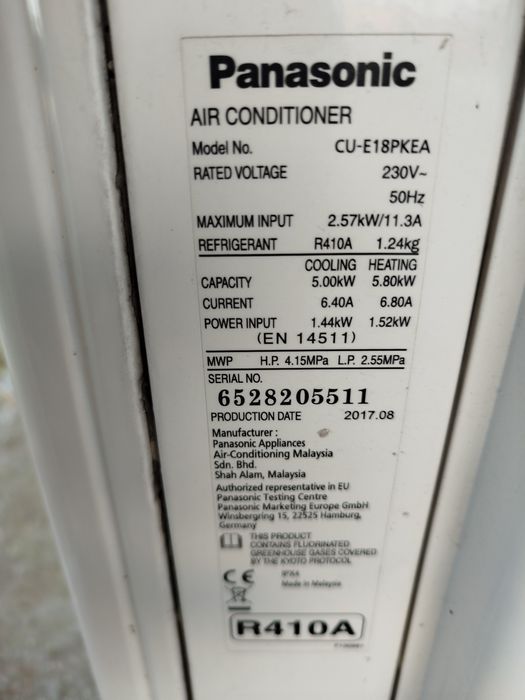 Panasonic
AIR CONDITIONER
Model No. CU-E18PKEA
RATED VOLTAGE 230V~
50Hz
MAXIMUM INPUT 2.57kW/11.3A
REFRIGERANT R410A 1.24kg
COOLING HEATING
CAPACITY 5.00kW 5.80kW
CURRENT 6.40A 6.80A
POWER INPUT 1.44kW 1.52kW
(EN 14511)
MWP H.P. 4.15MPa L.P. 2.55MPa
SERIAL NO.
6528205511
PRODUCTION DATE 2017.08
Manufacturer :
Panasonic Appliances
Air-Conditioning Malaysia
Sdn. Bhd.
Shah Alam, Malaysia
Authorized representative in EU
Panasonic Testing Centre
Panasonic Marketing Europe GmbH
Winsbergring 15, 22525 Hamburg,
Germany
THIS PRODUCT
CONTAINS FLUORINATED
GREENHOUSE GASES COVERED
BY THE KYOTO PROTOCOL
CE IPX4
Made in Malaysia
R410A